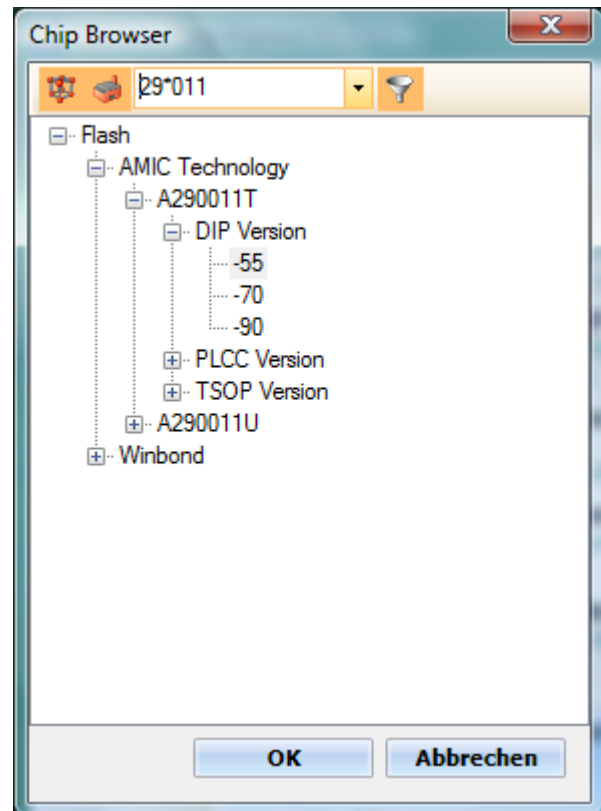 Chip Browser
29*011
Flash
AMIC Technology
A290011T
DIP Version
-55
-70
-90
PLCC Version
TSOP Version
A290011U
Winbond
OK
Abbrechen